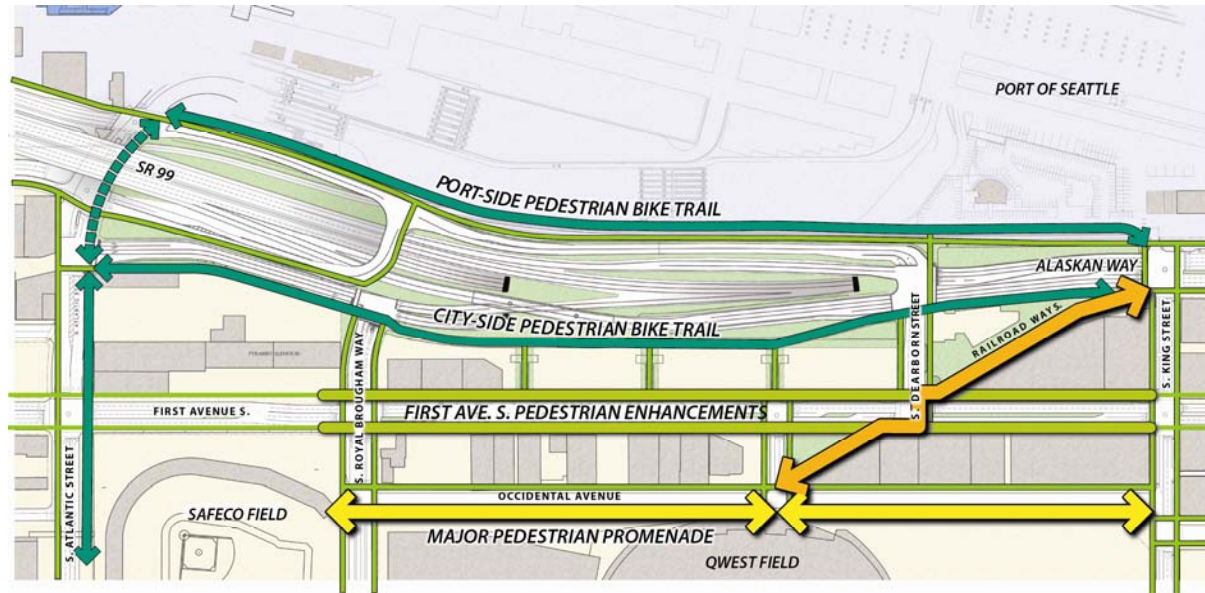 PORT OF SEATTLE
SR 99
PORT-SIDE PEDESTRIAN BIKE TRAIL
ALASKAN WAY
CITY-SIDE PEDESTRIAN BIKE TRAIL
RAILROAD WAY S.
S. DEARBORN STREET
S. KING STREET
S. ROYAL BROUGHAM WAY
FIRST AVENUE S.
FIRST AVE. S. PEDESTRIAN ENHANCEMENTS
S. ATLANTIC STREET
OCCIDENTAL AVENUE
SAFECO FIELD
MAJOR PEDESTRIAN PROMENADE
QWEST FIELD